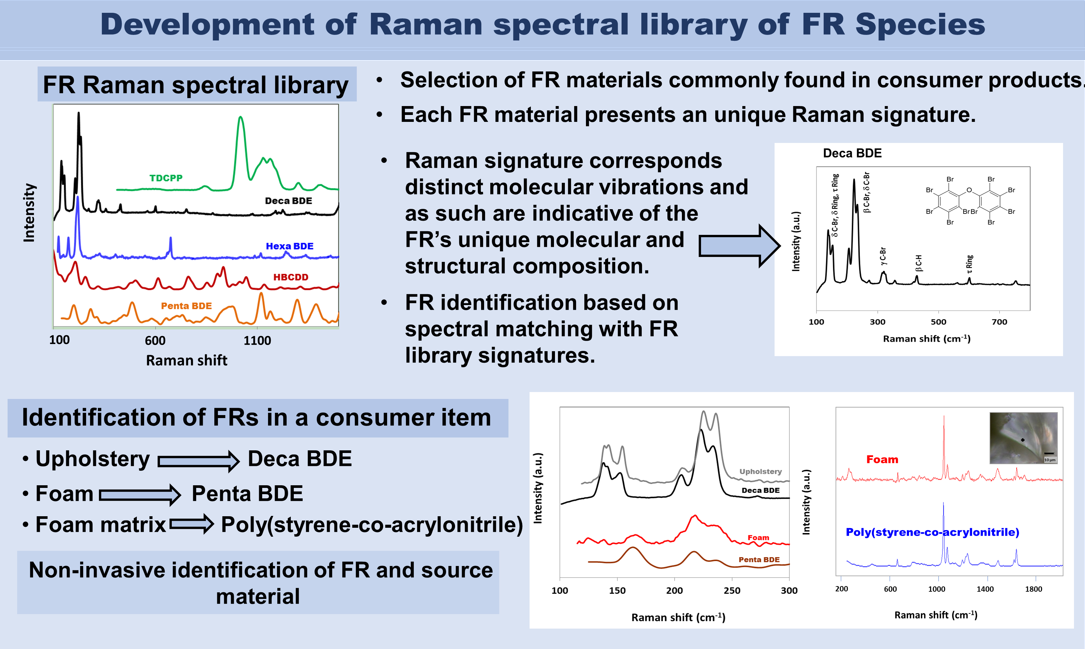 Development of Raman spectral library of FR Species
FR Raman spectral library
Intensity
TDCPP
Deca BDE
Hexa BDE
HBCDD
Penta BDE
100
600
1100
Raman shift
• Selection of FR materials commonly found in consumer products.
• Each FR material presents an unique Raman signature.
• Raman signature corresponds
distinct molecular vibrations and
as such are indicative of the
FR's unique molecular and
structural composition.
• FR identification based on
spectral matching with FR
library signatures.
Deca BDE
Intensity (a.u.)
δ C-Br, δ Ring, τ Ring
β C-Br, δ C-Br
γ C-Br
β C-H
τ Ring
Br
Br
O
Br
Br
Br
Br
Br
Br
Br
Br
100
300
500
700
Raman shift (cm-1)
Identification of FRs in a consumer item
• Upholstery
Deca BDE
• Foam
Penta BDE
• Foam matrix
Poly(styrene-co-acrylonitrile)
Non-invasive identification of FR and source
material
Intensity (a.u.)
Upholstery
Deca BDE
Foam
Penta BDE
100
150
200
250
300
Raman shift (cm-1)
Intensity (a.u.)
Foam
Poly(styrene-co-acrylonitrile)
200
600
1000
1400
1800
Raman shift (cm-1)